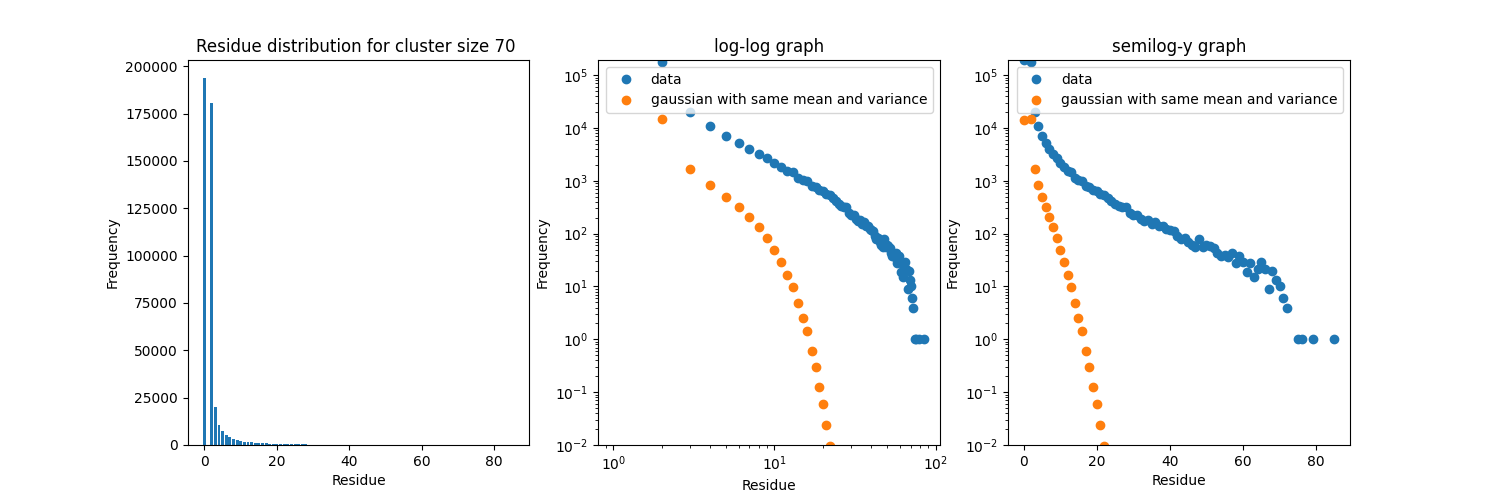 Residue distribution for cluster size 70
200000
175000
150000
125000
100000
75000
50000
25000
0
Frequency
0 20 40 60 80
Residue
log-log graph
data
gaussian with same mean and variance
10^5
10^4
10^3
10^2
10^1
10^0
10^-1
10^-2
Frequency
10^0 10^1 10^2
Residue
semilog-y graph
data
gaussian with same mean and variance
10^5
10^4
10^3
10^2
10^1
10^0
10^-1
10^-2
Frequency
0 20 40 60 80
Residue